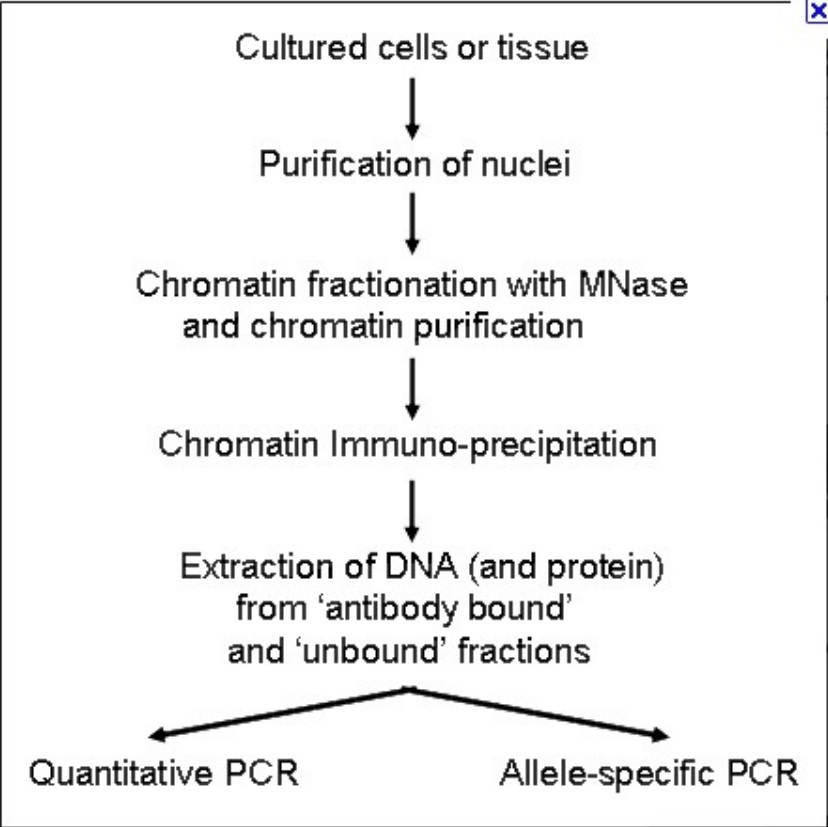 Cultured cells or tissue
Purification of nuclei
Chromatin fractionation with MNase
and chromatin purification
Chromatin Immuno-precipitation
Extraction of DNA (and protein)
from ‘antibody bound’
and ‘unbound’ fractions
Quantitative PCR
Allele-specific PCR